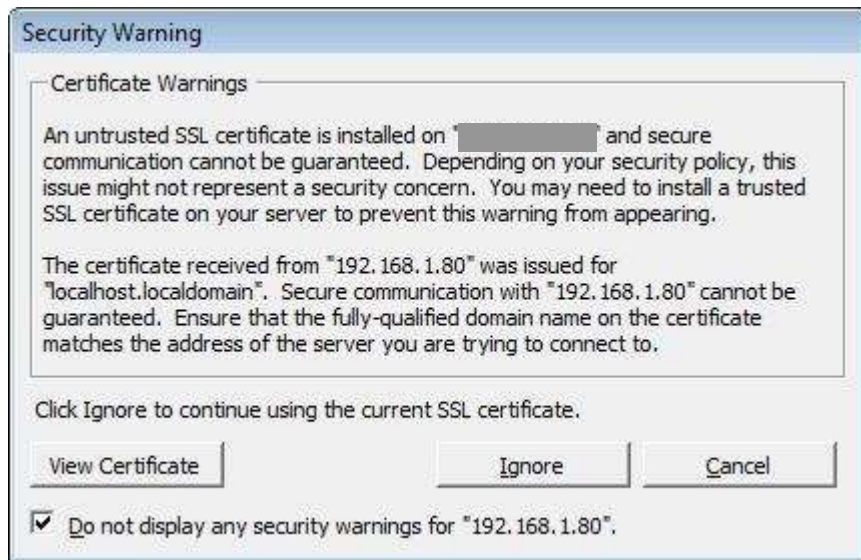 Security Warning
Certificate Warnings
An untrusted SSL certificate is installed on " " and secure
communication cannot be guaranteed. Depending on your security policy, this
issue might not represent a security concern. You may need to install a trusted
SSL certificate on your server to prevent this warning from appearing.
The certificate received from "192.168.1.80" was issued for
"localhost.localdomain". Secure communication with "192.168.1.80" cannot be
guaranteed. Ensure that the fully-qualified domain name on the certificate
matches the address of the server you are trying to connect to.
Click Ignore to continue using the current SSL certificate.
View Certificate Ignore Cancel
Do not display any security warnings for "192.168.1.80".